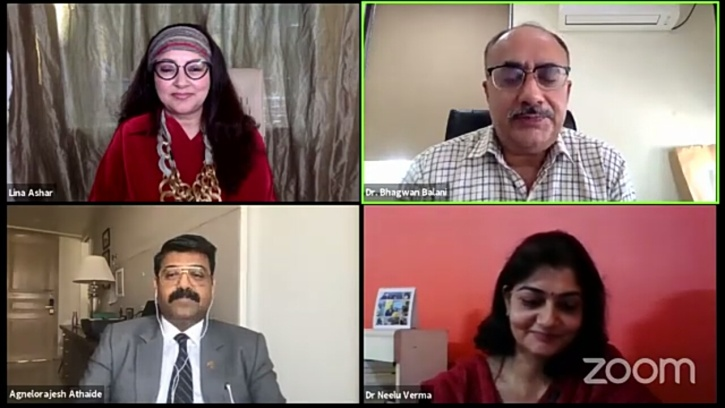 Lina Ashar
Dr. Bhagwan Balani
Agnelorajesh Athaide
Dr Neelu Verma
zoom